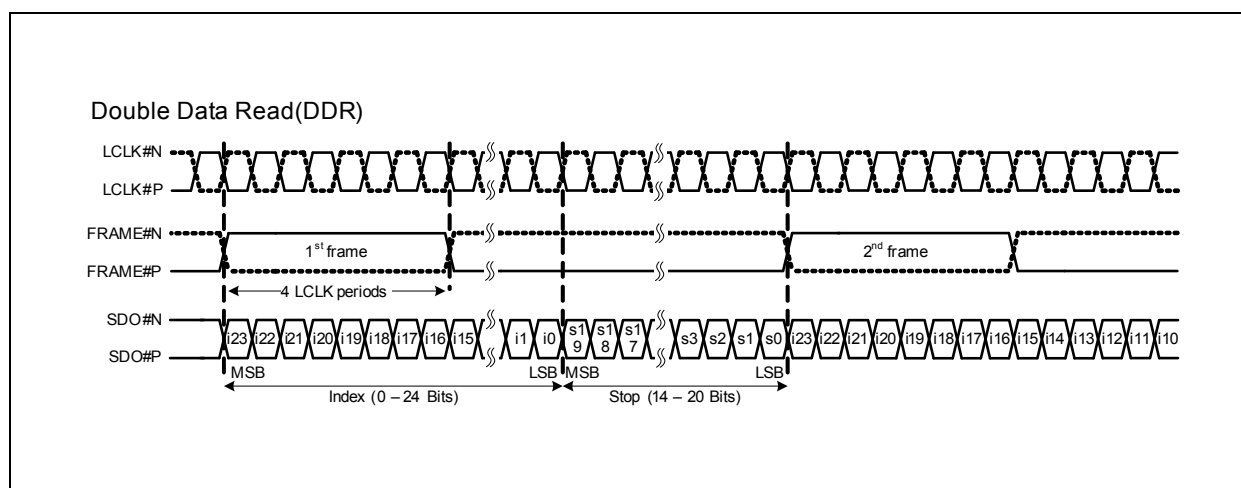 Double Data Read(DDR)
LCLK#N
LCLK#P
FRAME#N
1st frame
2nd frame
FRAME#P
4 LCLK periods
SDO#N
i23 i22 i21 i20 i19 i18 i17 i16 i15 i1 i0 s19 s18 s17 s3 s2 s1 s0 i23 i22 i21 i20 i19 i18 i17 i16 i15 i14 i13 i12 i11 i10
SDO#P
MSB LSB MSB LSB
Index (0 – 24 Bits) Stop (14 – 20 Bits)